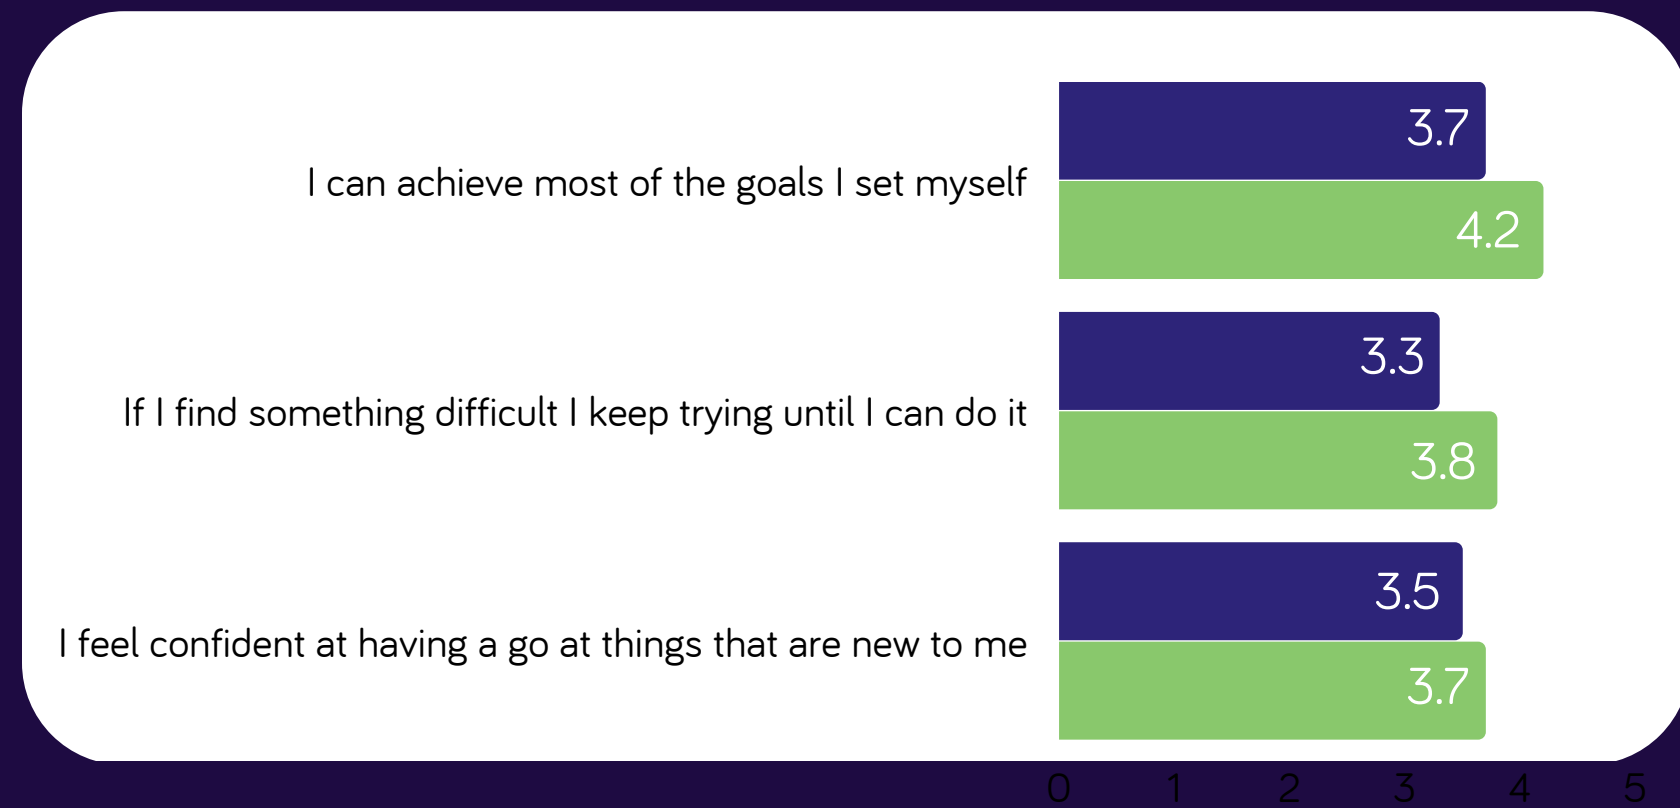 3.7
I can achieve most of the goals I set myself
4.2
3.3
If I find something difficult I keep trying until I can do it
3.8
3.5
I feel confident at having a go at things that are new to me
3.7
0 1 2 3 4 5